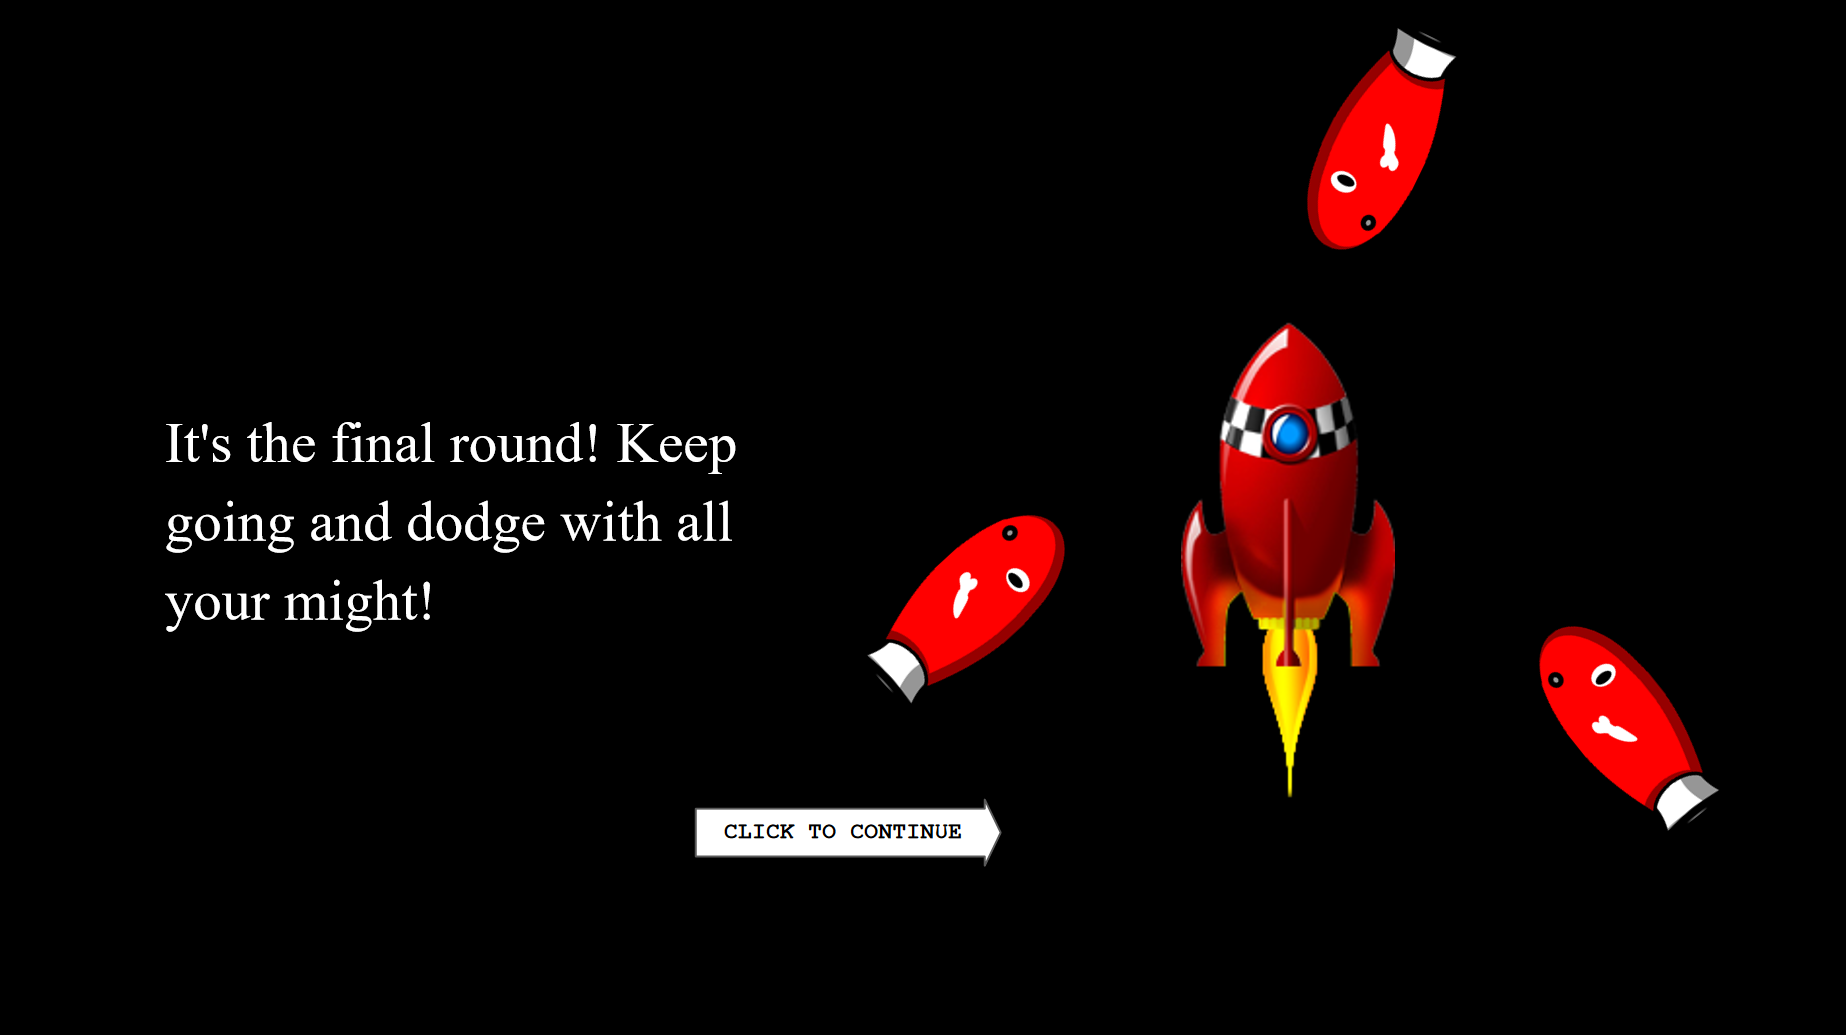 It's the final round! Keep
going and dodge with all
your might!
CLICK TO CONTINUE